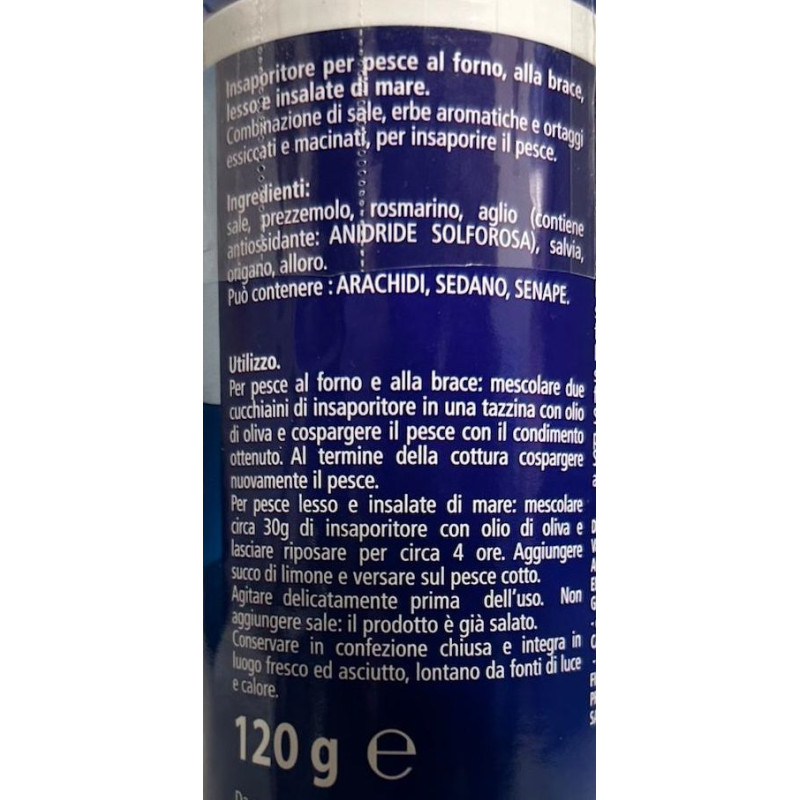 Insaporitore per pesce al forno, alla brace,
lesso e insalate di mare.
Combinazione di sale, erbe aromatiche e ortaggi
essiccati e macinati, per insaporire il pesce.
Ingredienti:
sale, prezzemolo, rosmarino, aglio (contiene
antiossidante: ANIDRIDE SOLFOROSA), salvia,
origano, alloro.
Può contenere : ARACHIDI, SEDANO, SENAPE.
Utilizzo.
Per pesce al forno e alla brace: mescolare due
cucchiaini di insaporitore in una tazzina con olio
di oliva e cospargere il pesce con il condimento
ottenuto. Al termine della cottura cospargere
nuovamente il pesce.
Per pesce lesso e insalate di mare: mescolare
circa 30g di insaporitore con olio di oliva e
lasciare riposare per circa 4 ore. Aggiungere
succo di limone e versare sul pesce cotto.
Agitare delicatamente prima dell'uso. Non
aggiungere sale: il prodotto è già salato.
Conservare in confezione chiusa e integra in
luogo fresco ed asciutto, lontano da fonti di luce
e calore.
120 g e